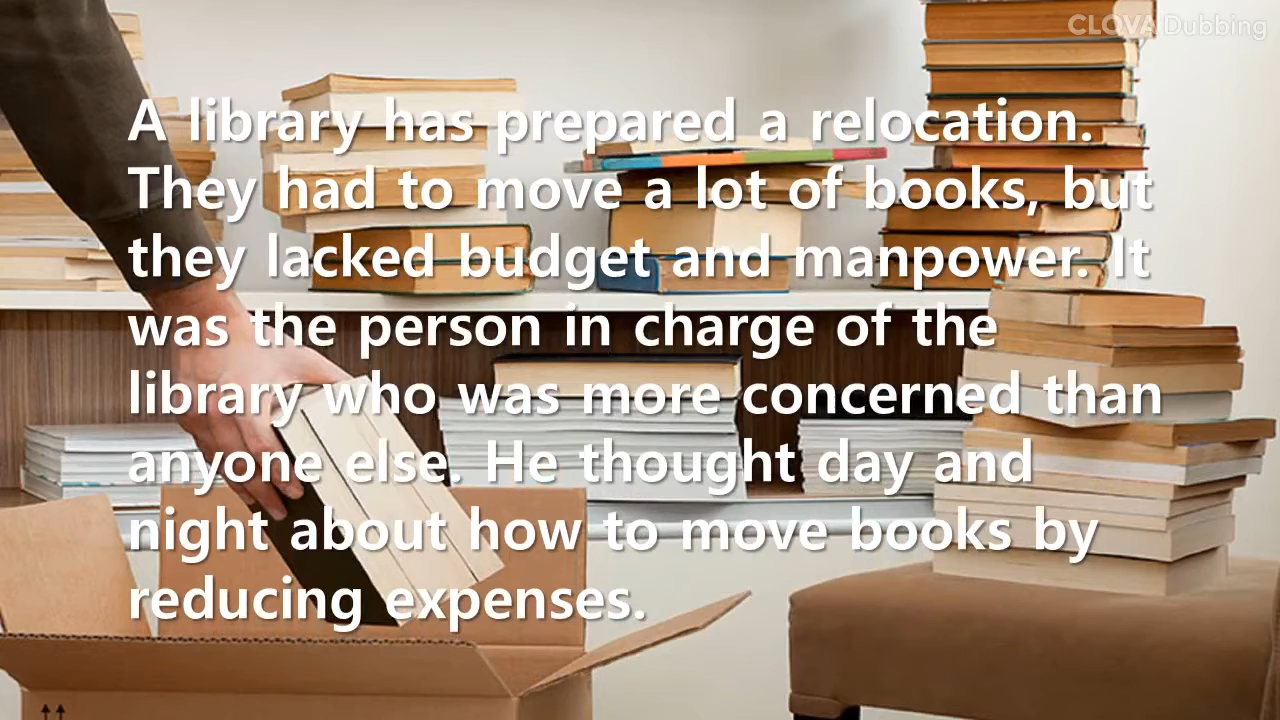 CLOVA Dubbing
A library has prepared a relocation.
They had to move a lot of books, but
they lacked budget and manpower. It
was the person in charge of the
library who was more concerned than
anyone else. He thought day and
night about how to move books by
reducing expenses.